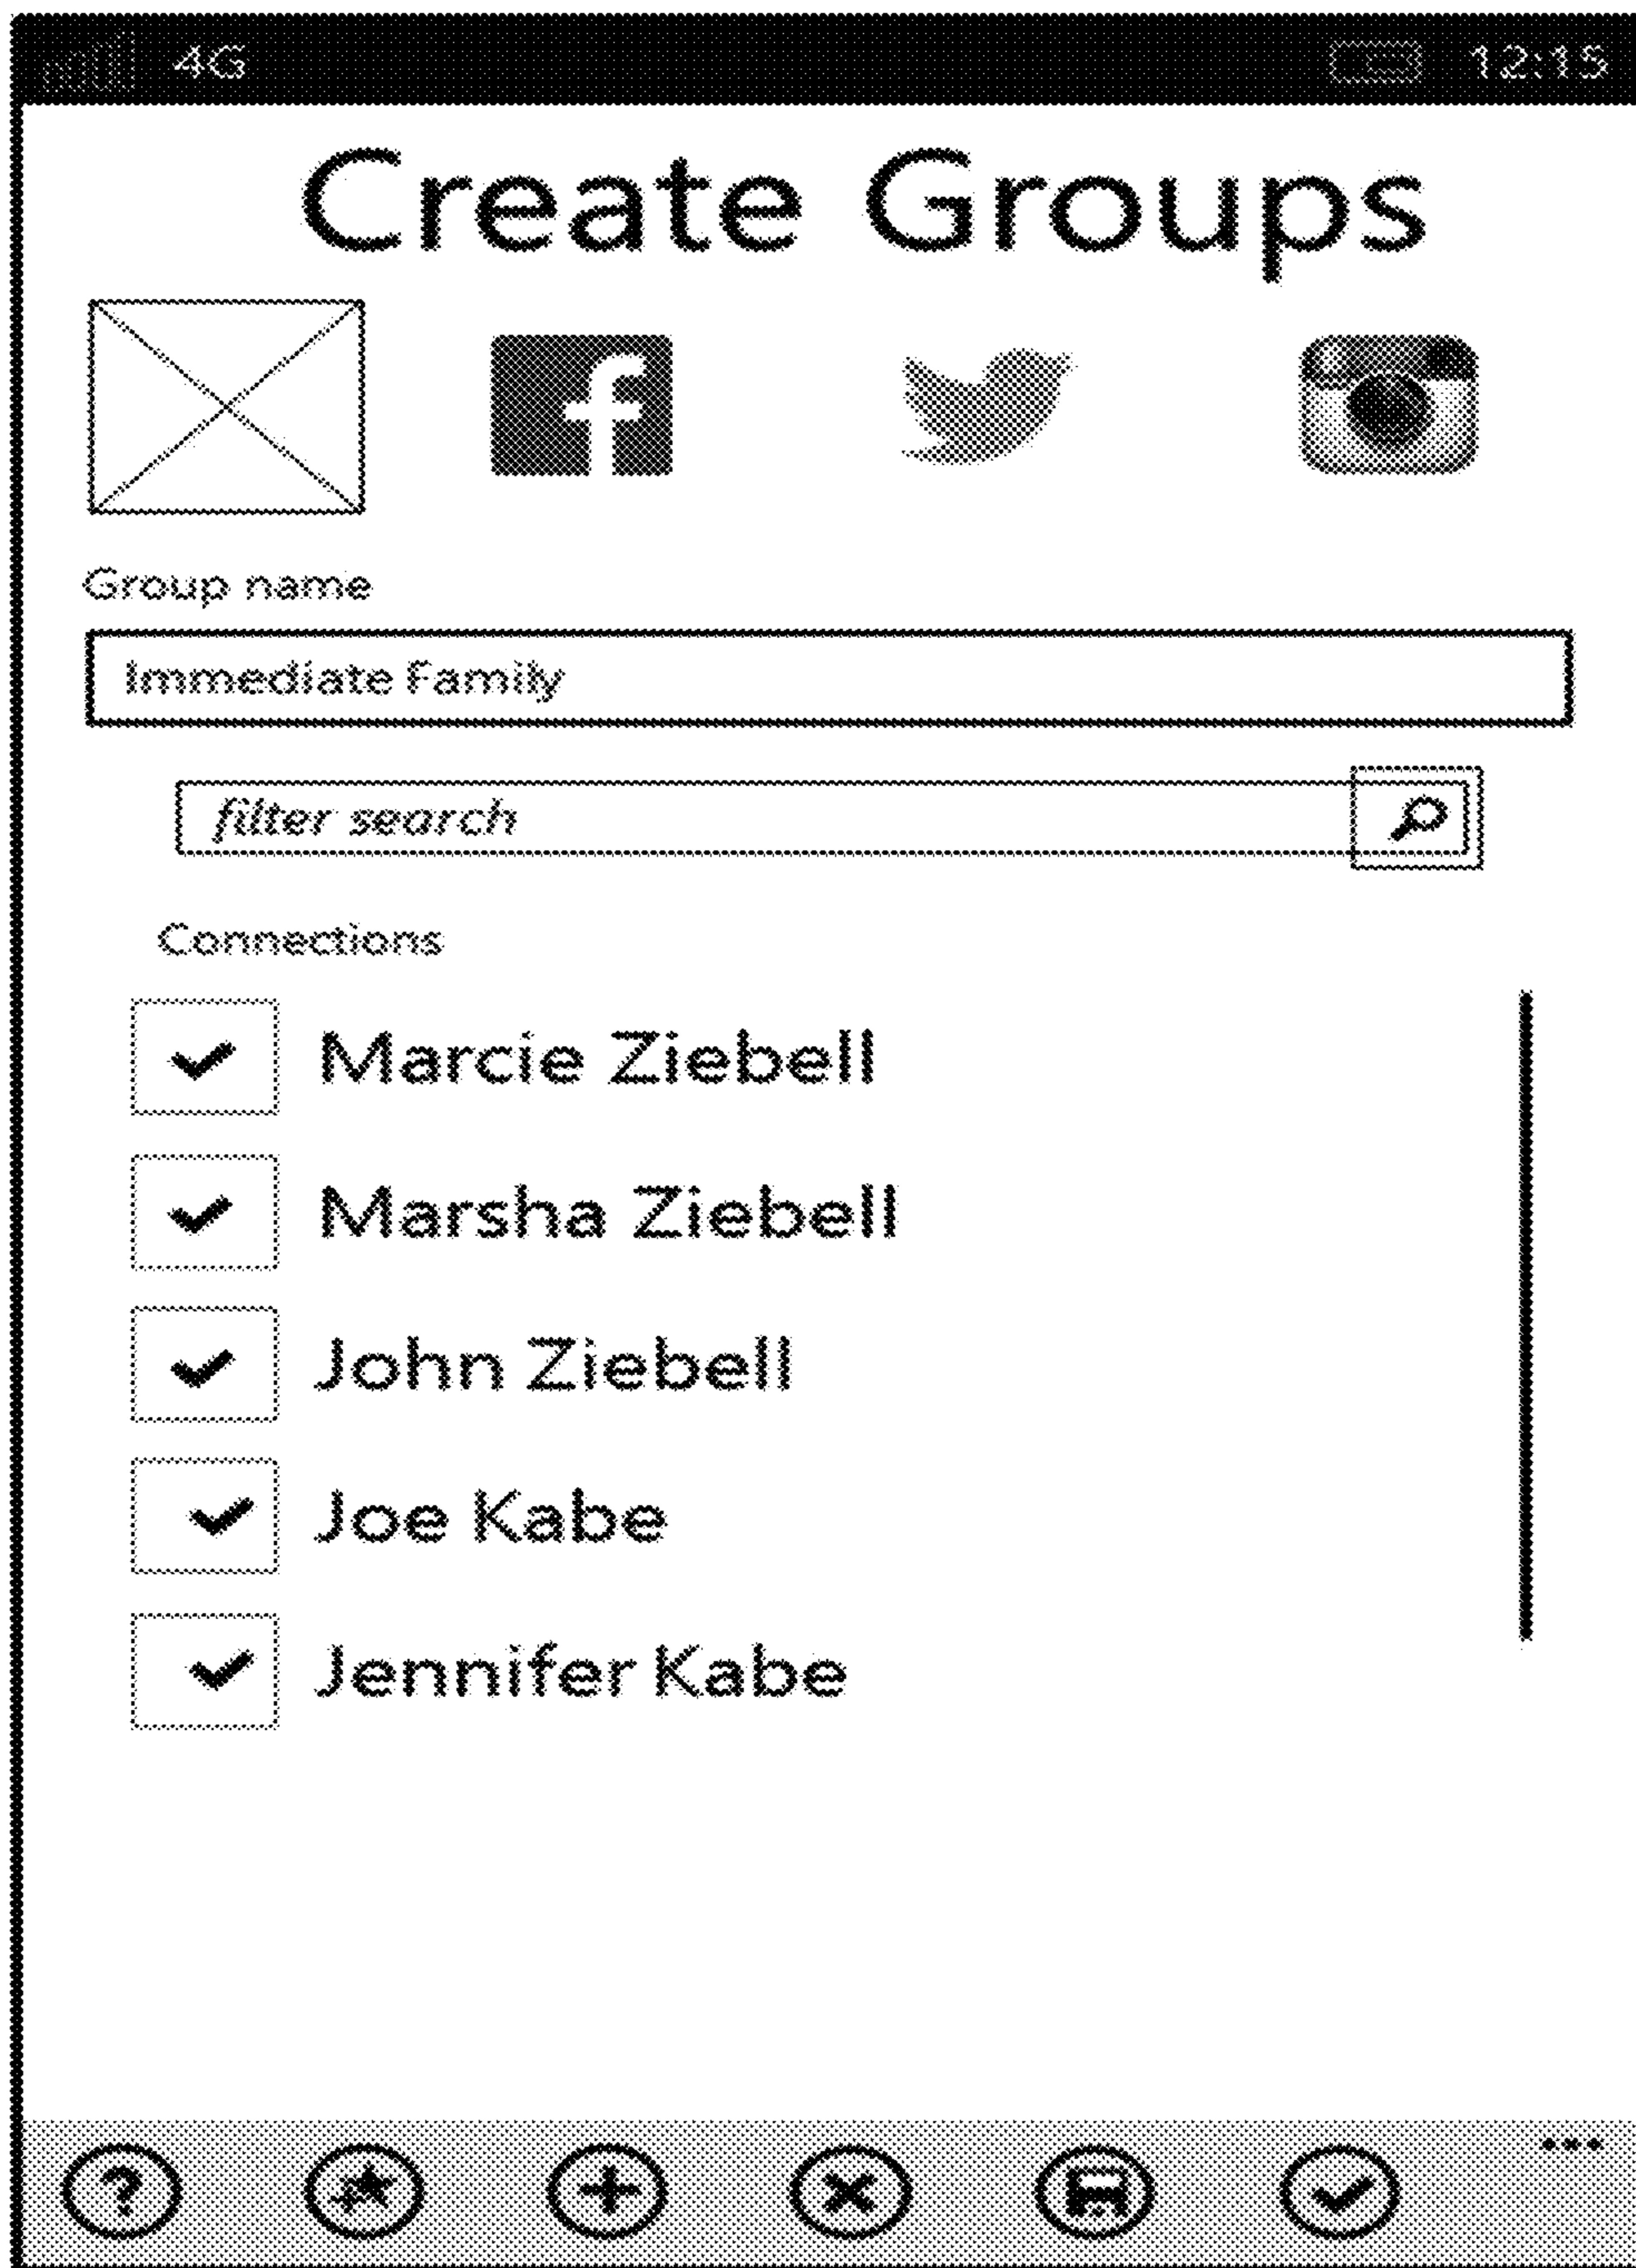 4G 12:15
Create Groups
Group name
Immediate Family
filter search
Connections
Marcie Ziebell
Marsha Ziebell
John Ziebell
Joe Kabe
Jennifer Kabe